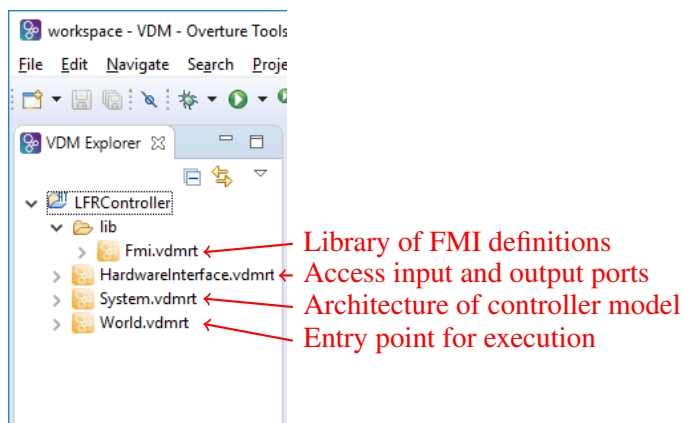 workspace - VDM - Overture Tools
File Edit Navigate Search Proje
VDM Explorer
LFRController
lib
Fmi.vdmrt
HardwareInterface.vdmrt
System.vdmrt
World.vdmrt
Library of FMI definitions
Access input and output ports
Architecture of controller model
Entry point for execution